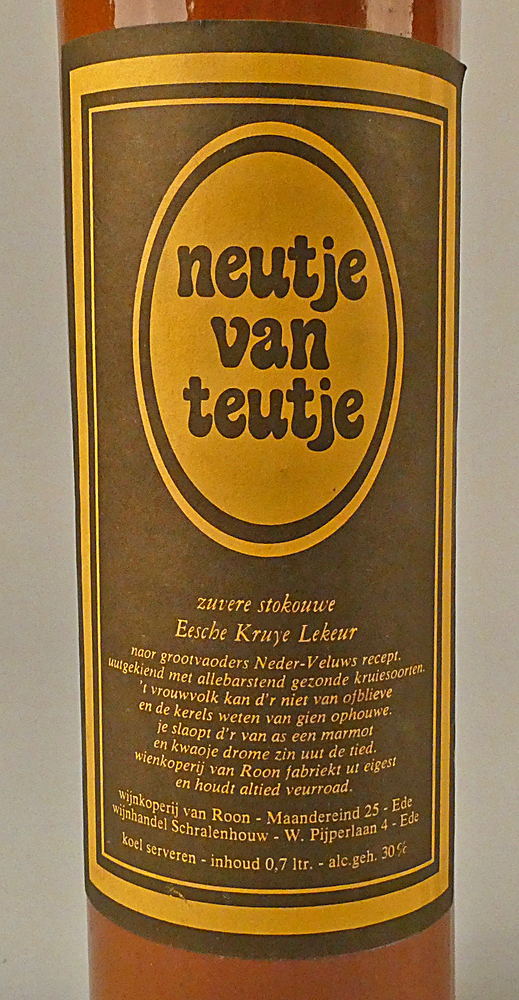 neutje
van
teutje
zuvere stokouwe
Eesche Kruye Lekeur
naor grootvaoders Neder-Veluws recept.
uutgekiend met allebarstend gezonde kruiesoorten.
't vrouwvolk kan d'r niet van ofblieve
en de kerels weten van gien ophouwe.
je slaopt d'r van as een marmot
en kwaoje drome zin uut de tied.
wienkoperij van Roon fabriekt ut eigest
en houdt altied veurroad.
wijnkoperij van Roon - Maandereind 25 - Ede
wijnhandel Schralenhouw - W. Pijperlaan 4 - Ede
koel serveren - inhoud 0,7 ltr. - alc.geh. 30%